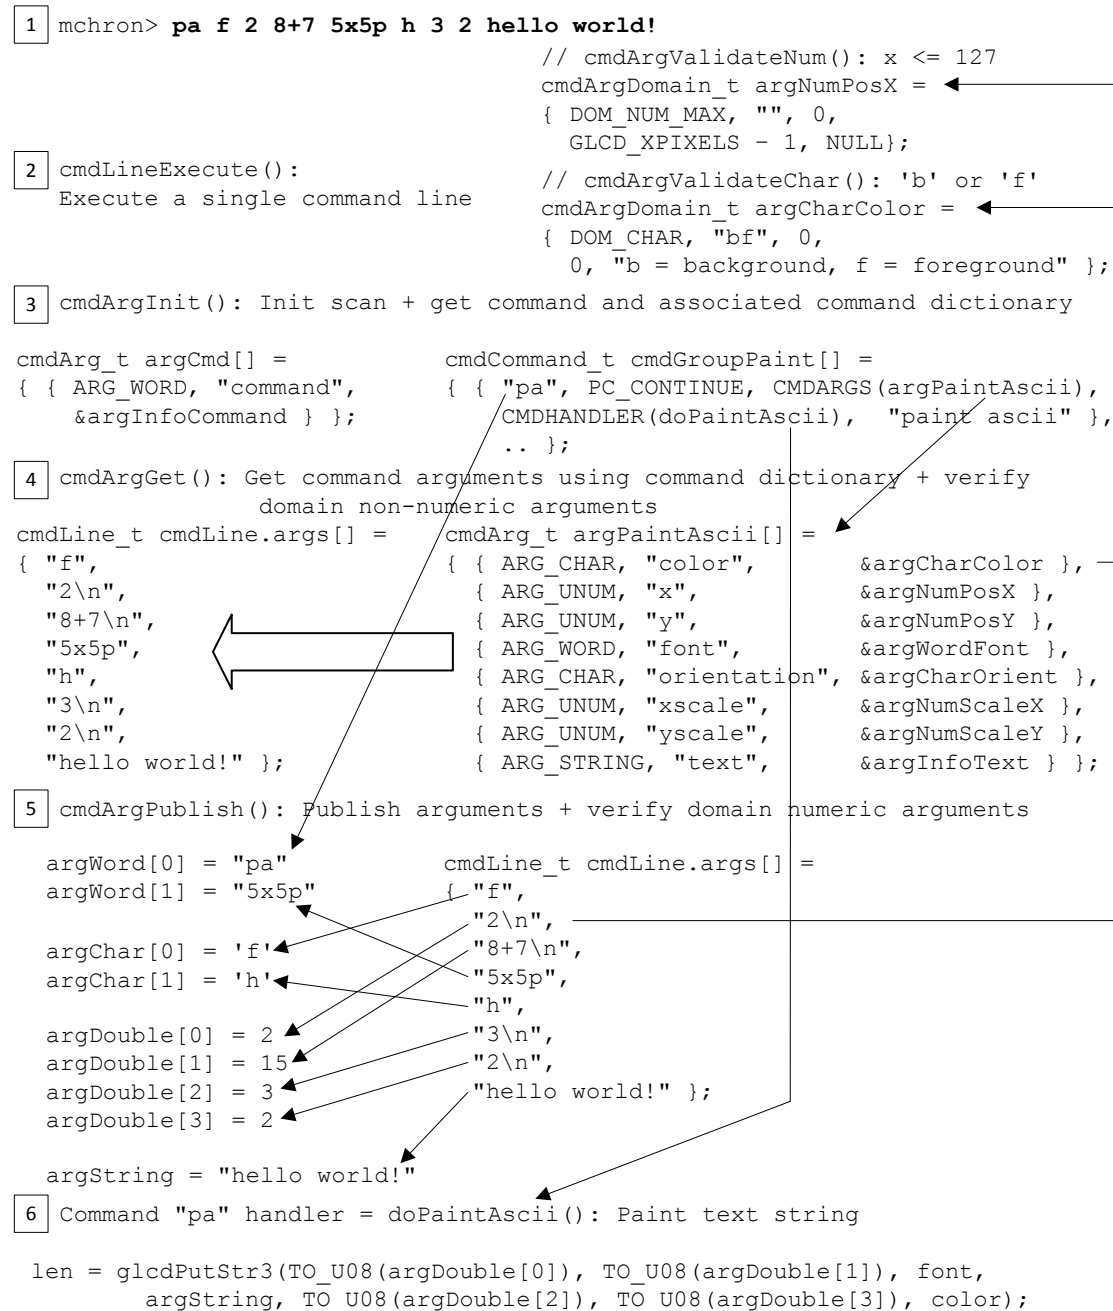 1 mchron> pa f 2 8+7 5x5p h 3 2 hello world!
// cmdArgValidateNum(): x <= 127
cmdArgDomain_t argNumPosX =
{ DOM_NUM_MAX, "", 0,
GLCD_XPIXELS – 1, NULL};
2 cmdLineExecute():
Execute a single command line
// cmdArgValidateChar(): 'b' or 'f'
cmdArgDomain_t argCharColor =
{ DOM_CHAR, "bf", 0,
0, "b = background, f = foreground" };
3 cmdArgInit(): Init scan + get command and associated command dictionary
cmdArg_t argCmd[] =
{ { ARG_WORD, "command",
&argInfoCommand } };
cmdCommand_t cmdGroupPaint[] =
{ { "pa", PC_CONTINUE, CMDARGS(argPaintAscii),
CMDHANDLER(doPaintAscii), "paint ascii" },
.. };
4 cmdArgGet(): Get command arguments using command dictionary + verify
domain non-numeric arguments
cmdLine_t cmdLine.args[] =
{ "f",
"2\n",
"8+7\n",
"5x5p",
"h",
"3\n",
"2\n",
"hello world!" };
cmdArg_t argPaintAscii[] =
{ { ARG_CHAR, "color", &argCharColor },
{ ARG_UNUM, "x", &argNumPosX },
{ ARG_UNUM, "y", &argNumPosY },
{ ARG_WORD, "font", &argWordFont },
{ ARG_CHAR, "orientation", &argCharOrient },
{ ARG_UNUM, "xscale", &argNumScaleX },
{ ARG_UNUM, "yscale", &argNumScaleY },
{ ARG_STRING, "text", &argInfoText } };
5 cmdArgPublish(): Publish arguments + verify domain numeric arguments
argWord[0] = "pa"
argWord[1] = "5x5p"
argChar[0] = 'f'
argChar[1] = 'h'
argDouble[0] = 2
argDouble[1] = 15
argDouble[2] = 3
argDouble[3] = 2
argString = "hello world!"
cmdLine_t cmdLine.args[] =
{ "f",
"2\n",
"8+7\n",
"5x5p",
"h",
"3\n",
"2\n",
"hello world!" };
6 Command "pa" handler = doPaintAscii(): Paint text string
len = glcdPutStr3(TO_U08(argDouble[0]), TO_U08(argDouble[1]), font,
argString, TO_U08(argDouble[2]), TO_U08(argDouble[3]), color);